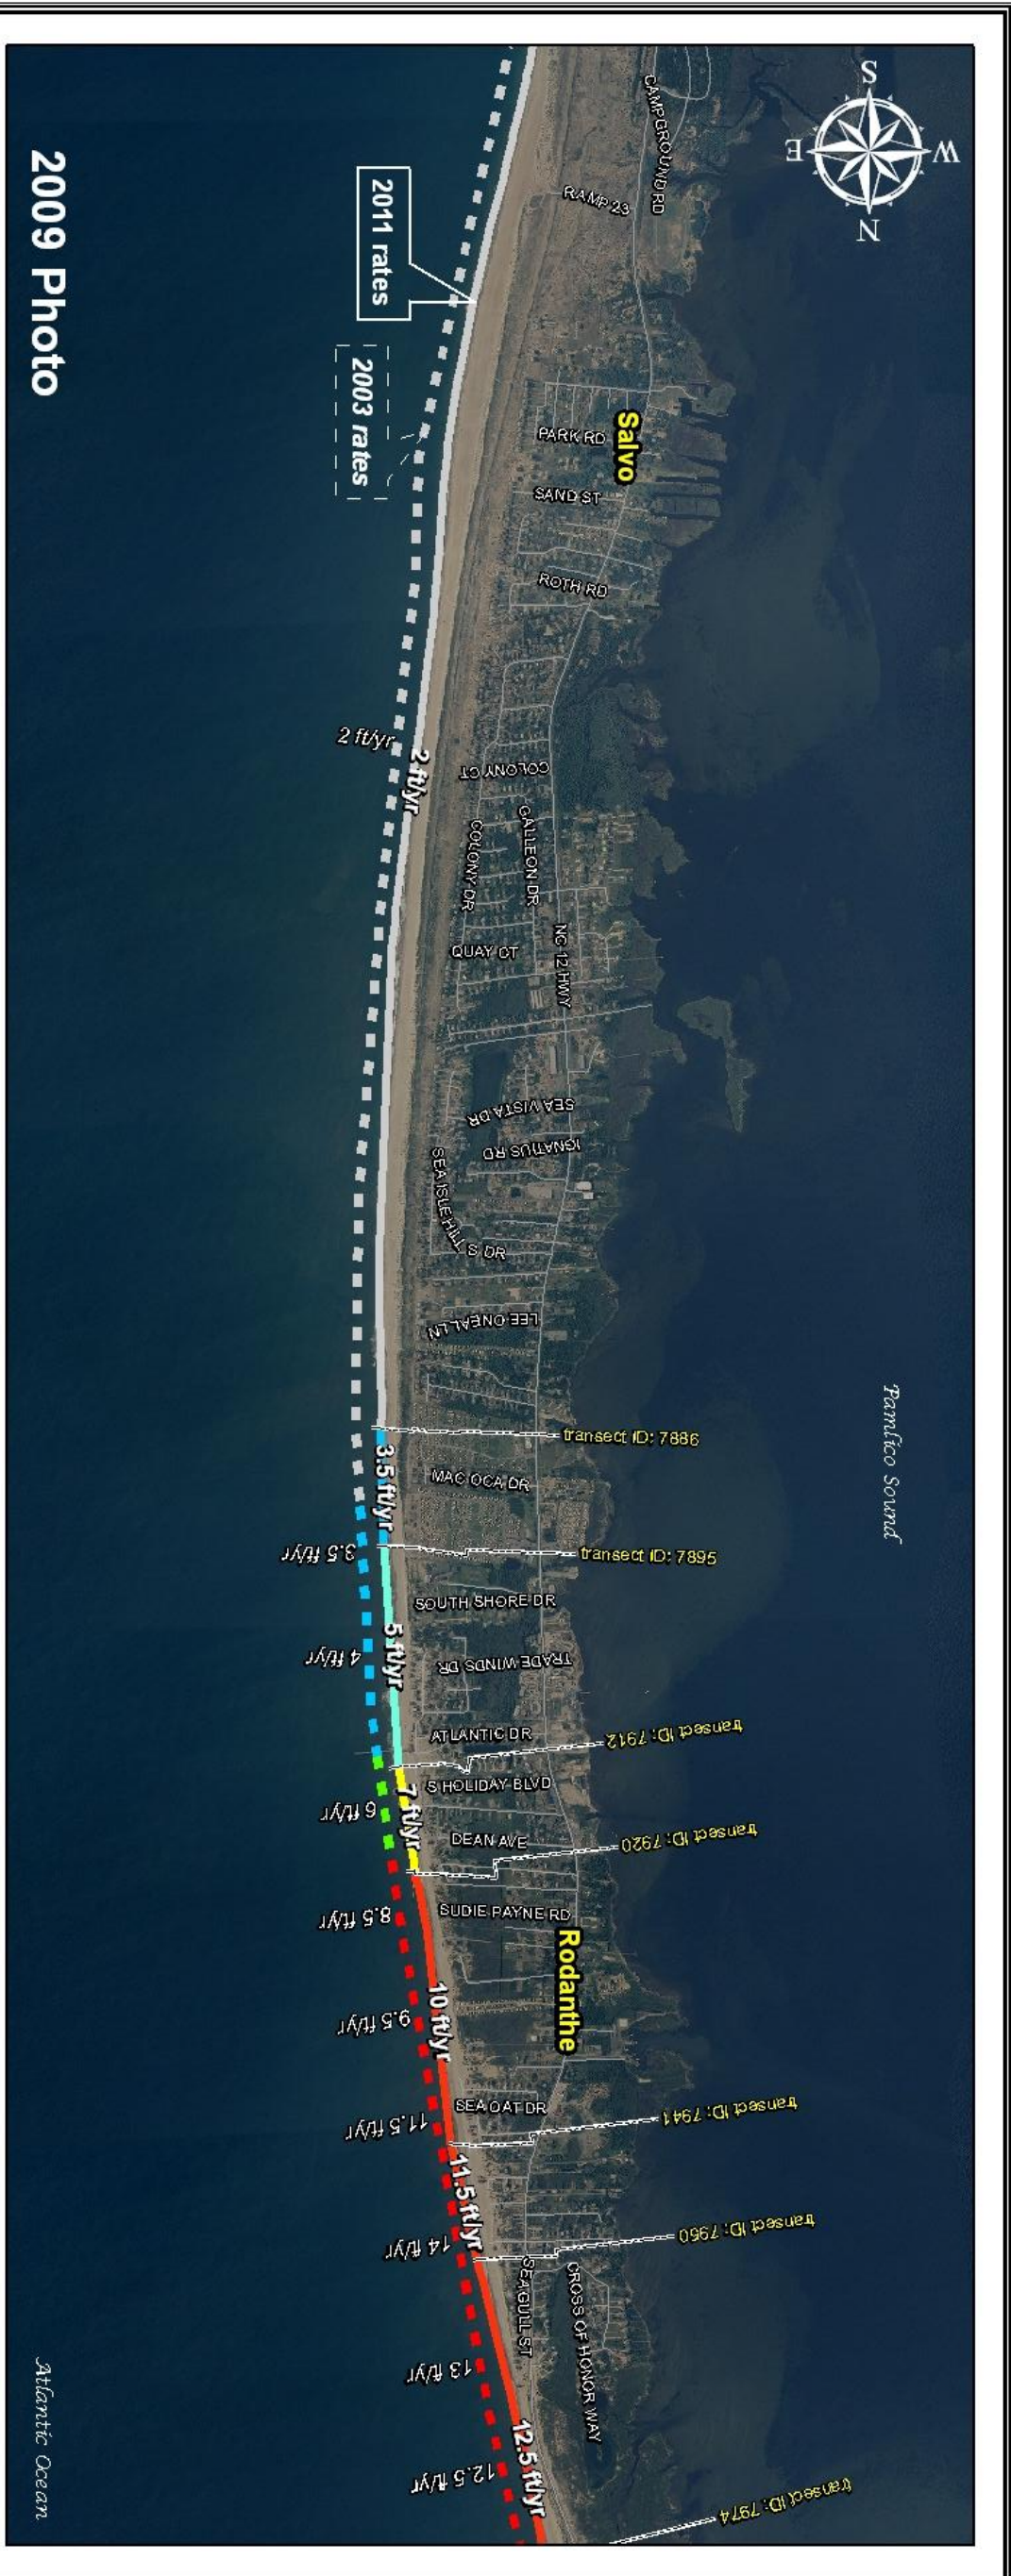 S
W
E
N
CAMPGROUND RD
RAMP 23
2009 Photo
2011 rates
2003 rates
Salvo
PARK RD
SAND ST
ROTH RD
2 ft/yr
2 ft/yr
COLONY CT
GALLEON DR
COLONY DR
NC 12 HWY
QUAY CT
SEA VISTA DR
IGNATIUS RD
SEA ISLE HILLS DR
LEE ONEAL LN
Pamlico Sound
transect ID: 7886
3.5 ft/yr
MAC OCA DR
transect ID: 7895
3.5 ft/yr
SOUTH SHORE DR
5 ft/yr
4 ft/yr
TRADE WINDS DR
ATLANTIC DR
transect ID: 7912
S HOLIDAY BLVD
7 ft/yr
6 ft/yr
DEAN AVE
transect ID: 7920
8.5 ft/yr
SUDIE PAYNE RD
Rodanthe
10 ft/yr
9.5 ft/yr
SEA OAT DR
11.5 ft/yr
transect ID: 7941
11.5 ft/yr
14 ft/yr
transect ID: 7950
SEAGULL ST
CROSS OF HONOR WAY
13 ft/yr
12.5 ft/yr
12.5 ft/yr
transect ID: 7974
Atlantic Ocean